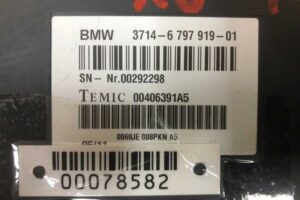 BMW 3714-6 797 919-01
SN- Nr.00292298
TEMIC 00406391A5
0069JE 008PKN A5
00078582